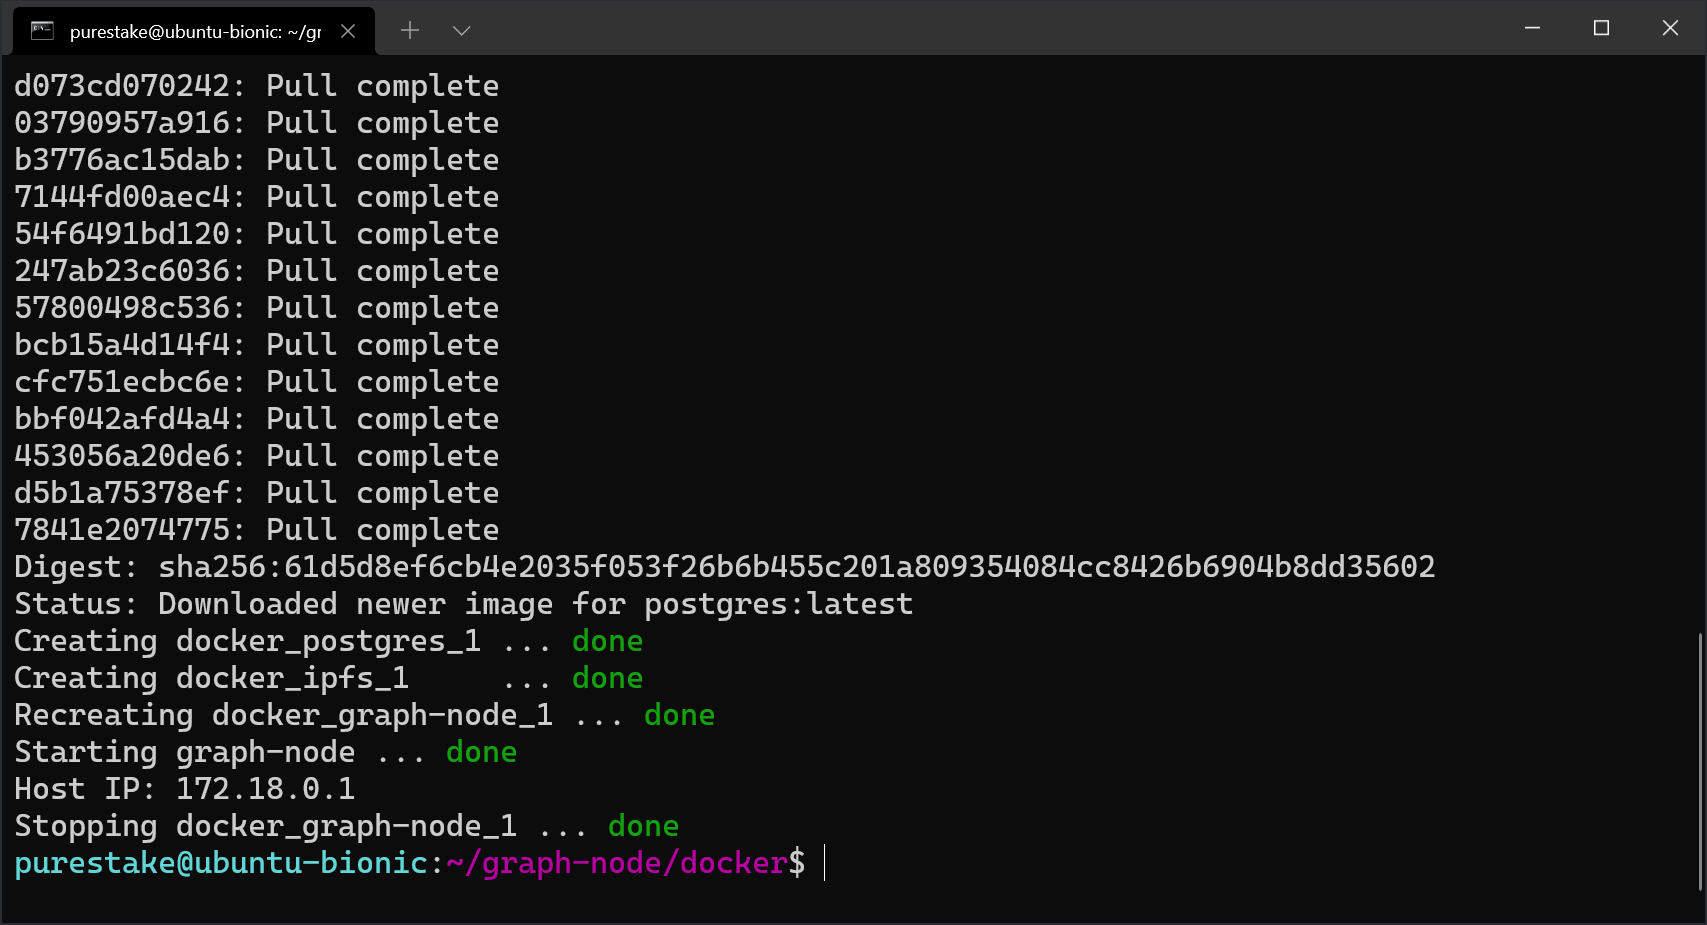 purestake@ubuntu-bionic: ~/gr
d073cd070242: Pull complete
03790957a916: Pull complete
b3776ac15dab: Pull complete
7144fd00aec4: Pull complete
54f6491bd120: Pull complete
247ab23c6036: Pull complete
57800498c536: Pull complete
bcb15a4d14f4: Pull complete
cfc751ecbc6e: Pull complete
bbf042afd4a4: Pull complete
453056a20de6: Pull complete
d5b1a75378ef: Pull complete
7841e2074775: Pull complete
Digest: sha256:61d5d8ef6cb4e2035f053f26b6b455c201a809354084cc8426b6904b8dd35602
Status: Downloaded newer image for postgres:latest
Creating docker_postgres_1 ... done
Creating docker_ipfs_1     ... done
Recreating docker_graph-node_1 ... done
Starting graph-node ... done
Host IP: 172.18.0.1
Stopping docker_graph-node_1 ... done
purestake@ubuntu-bionic:~/graph-node/docker$